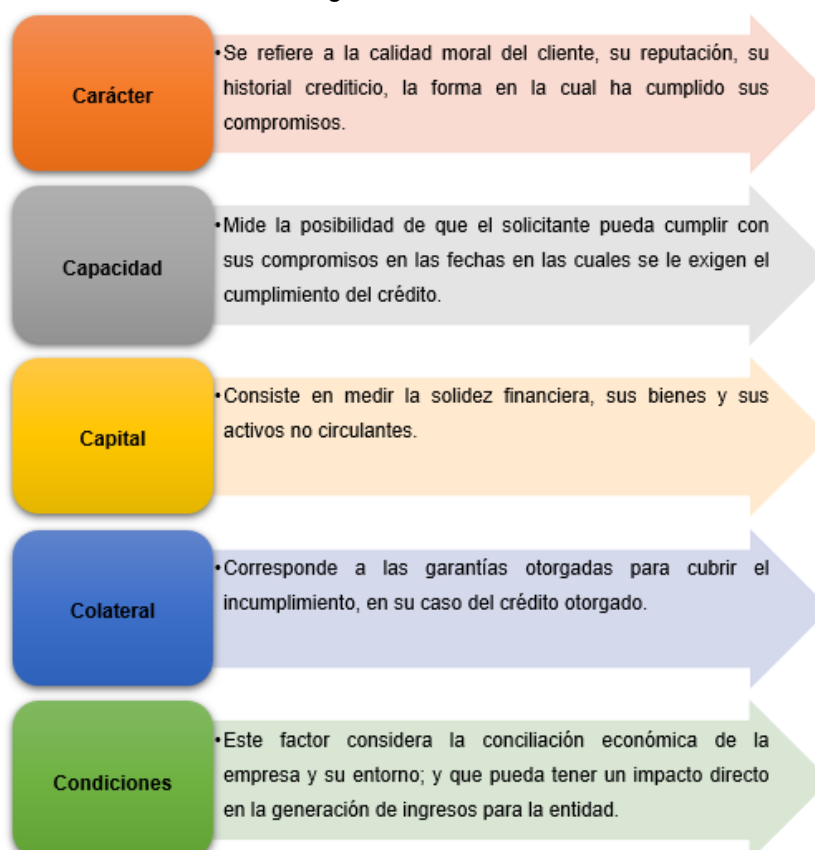 Carácter
•Se refiere a la calidad moral del cliente, su reputación, su
historial crediticio, la forma en la cual ha cumplido sus
compromisos.
Capacidad
•Mide la posibilidad de que el solicitante pueda cumplir con
sus compromisos en las fechas en las cuales se le exigen el
cumplimiento del crédito.
Capital
•Consiste en medir la solidez financiera, sus bienes y sus
activos no circulantes.
Colateral
•Corresponde a las garantías otorgadas para cubrir el
incumplimiento, en su caso del crédito otorgado.
Condiciones
•Este factor considera la conciliación económica de la
empresa y su entorno; y que pueda tener un impacto directo
en la generación de ingresos para la entidad.